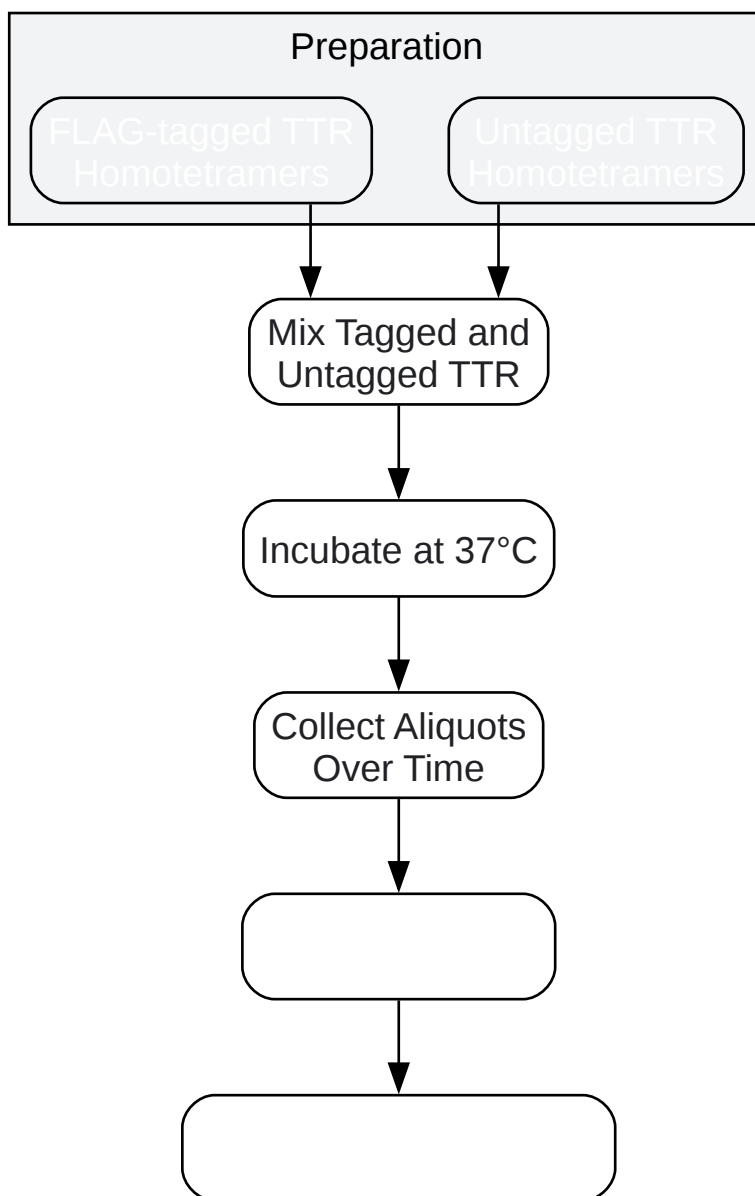 Preparation
FLAG-tagged TTR
Homotetramers
Untagged TTR
Homotetramers
Mix Tagged and
Untagged TTR
Incubate at 37°C
Collect Aliquots
Over Time